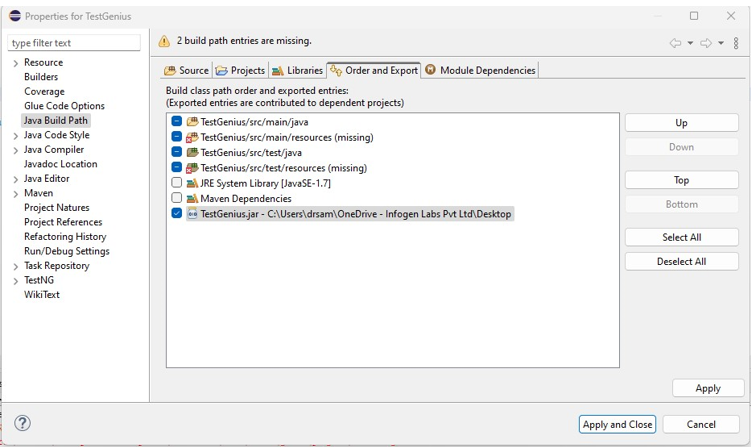 Properties for TestGenius
type filter text
2 build path entries are missing.
Resource
Builders
Coverage
Glue Code Options
Java Build Path
Java Code Style
Java Compiler
Javadoc Location
Java Editor
Maven
Project Natures
Project References
Refactoring History
Run/Debug Settings
Task Repository
TestNG
WikiText
Source
Projects
Libraries
Order and Export
Module Dependencies
Build class path order and exported entries:
(Exported entries are contributed to dependent projects)
TestGenius/src/main/java
TestGenius/src/main/resources (missing)
TestGenius/src/test/java
TestGenius/src/test/resources (missing)
JRE System Library [JavaSE-1.7]
Maven Dependencies
TestGenius.jar - C:\Users\drsam\OneDrive - Infogen Labs Pvt Ltd\Desktop
Up
Down
Top
Bottom
Select All
Deselect All
Apply
Apply and Close
Cancel